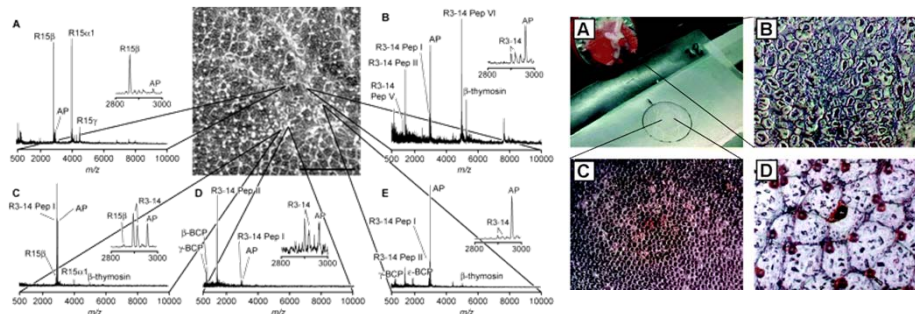 A
R15β
R15α1
AP
R15γ
R15β
AP
2800 3000
500 2000 4000 6000 8000 10000
m/z
B
R3-14 Pep VI
AP
R3-14 Pep I
R3-14 Pep II
R3-14
Pep V
β-thymosin
AP
R3-14
2800 3000
500 2000 4000 6000 8000 10000
m/z
C
R3-14 Pep I
AP
R15β
R15α1
β-thymosin
R3-14
R15β
AP
2800 3000
500 2000 4000 6000 8000 10000
m/z
D
R3-14 Pep II
β-BCP
γ-BCP
R3-14 Pep I
AP
R3-14
AP
2800 3000
500 2000 4000 6000 8000 10000
m/z
E
AP
R3-14 Pep I
R3-14 Pep II
γ-BCP
ε-BCP
β-thymosin
AP
R3-14
2800 3000
500 2000 4000 6000 8000 10000
m/z
A
B
C
D